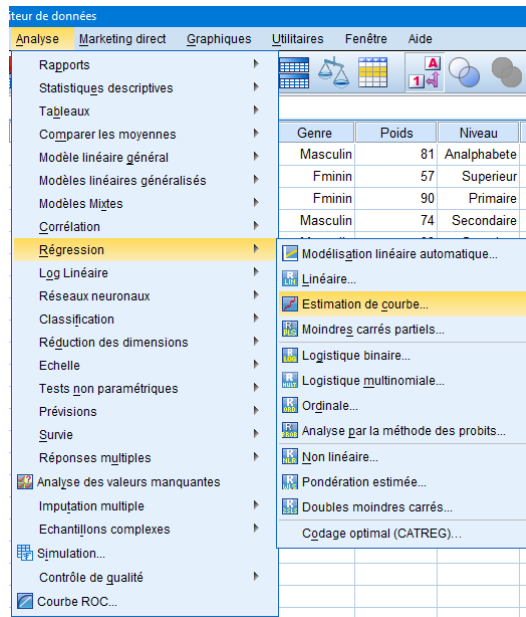 iteur de données
Analyse Marketing direct Graphiques Utilitaires Fenêtre Aide
Rapports
Statistiques descriptives
Tableaux
Comparer les moyennes
Modèle linéaire général
Modèles linéaires généralisés
Modèles Mixtes
Corrélation
Régression
Log Linéaire
Réseaux neuronaux
Classification
Réduction des dimensions
Echelle
Tests non paramétriques
Prévisions
Survie
Réponses multiples
Analyse des valeurs manquantes
Imputation multiple
Echantillons complexes
Simulation...
Contrôle de qualité
Courbe ROC...
A
14
Genre Poids Niveau
Masculin 81 Analphabete
Fminin 57 Superieur
Fminin 90 Primaire
Masculin 74 Secondaire
Modélisation linéaire automatique...
Linéaire...
Estimation de courbe...
Moindres carrés partiels...
Logistique binaire...
Logistique multinomiale...
Ordinale...
Analyse par la méthode des probits...
Non linéaire...
Pondération estimée...
Doubles moindres carrés...
Codage optimal (CATREG)...